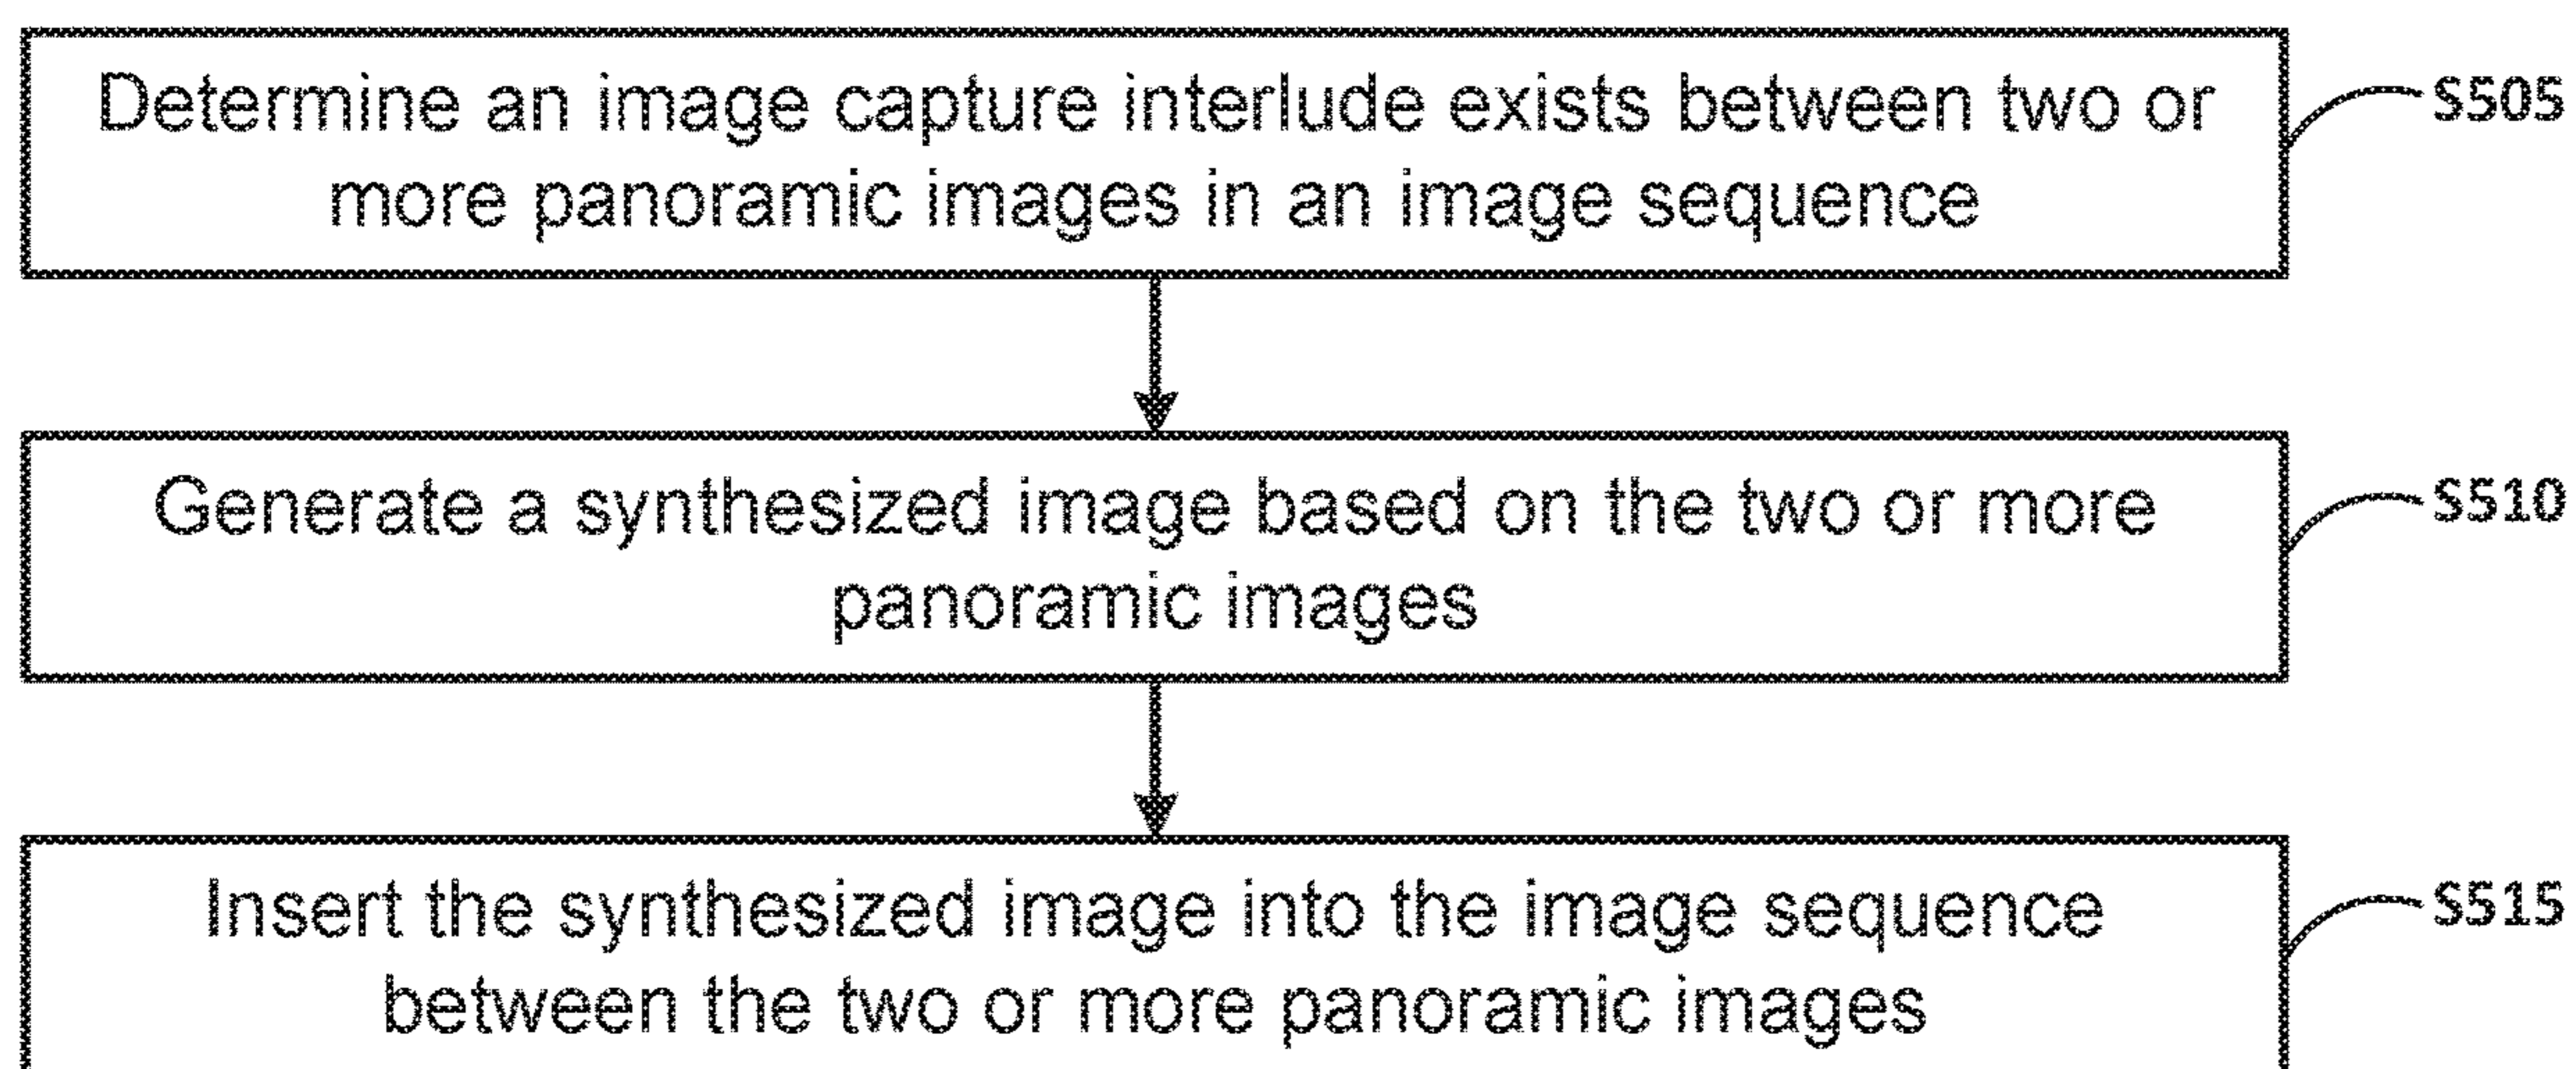 Determine an image capture interlude exists between two or
more panoramic images in an image sequence
S505
Generate a synthesized image based on the two or more
panoramic images
S510
Insert the synthesized image into the image sequence
between the two or more panoramic images
S515